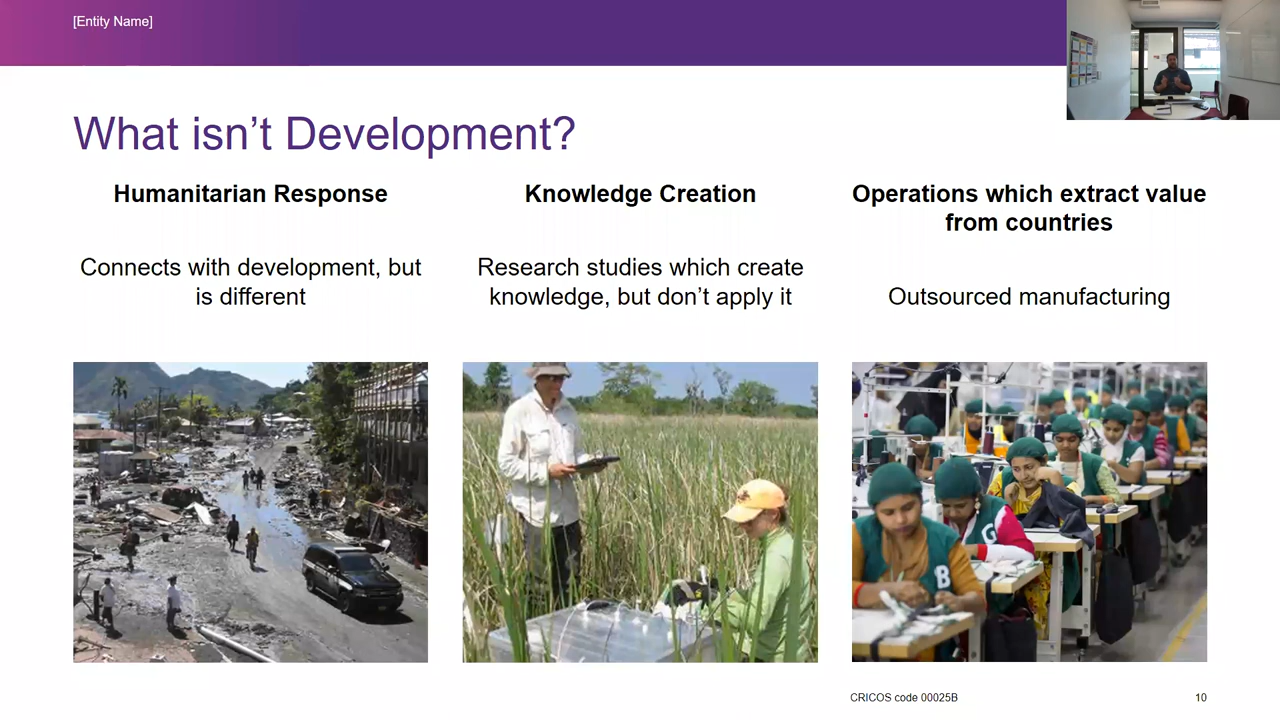 [Entity Name]
What isn’t Development?
Humanitarian Response
Connects with development, but
is different
Knowledge Creation
Research studies which create
knowledge, but don’t apply it
Operations which extract value
from countries
Outsourced manufacturing
G
B
CRICOS code 00025B
10